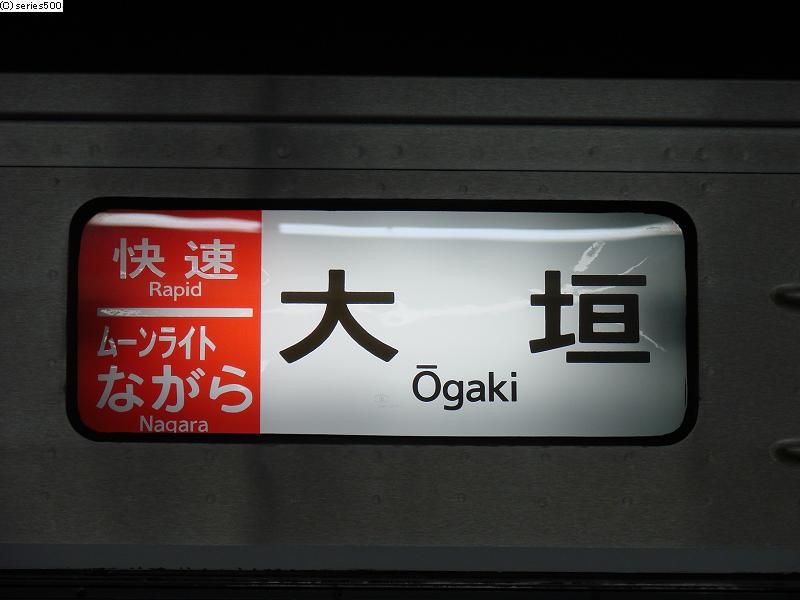 (C) series500
快速
Rapid
ムーンライト
ながら
Nagara
大垣
Ōgaki